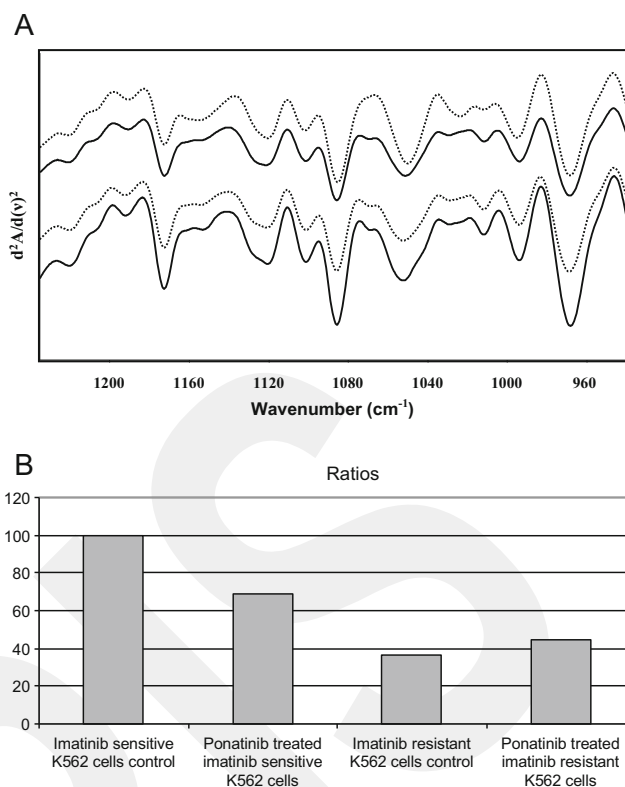 A
d²A/d(ν)²
1200 1160 1120 1080 1040 1000 960
Wavenumber (cm⁻¹)
B
Ratios
120
100
80
60
40
20
0
Imatinib sensitive
K562 cells control
Ponatinib treated
imatinib sensitive
K562 cells
Imatinib resistant
K562 cells control
Ponatinib treated
imatinib resistant
K562 cells